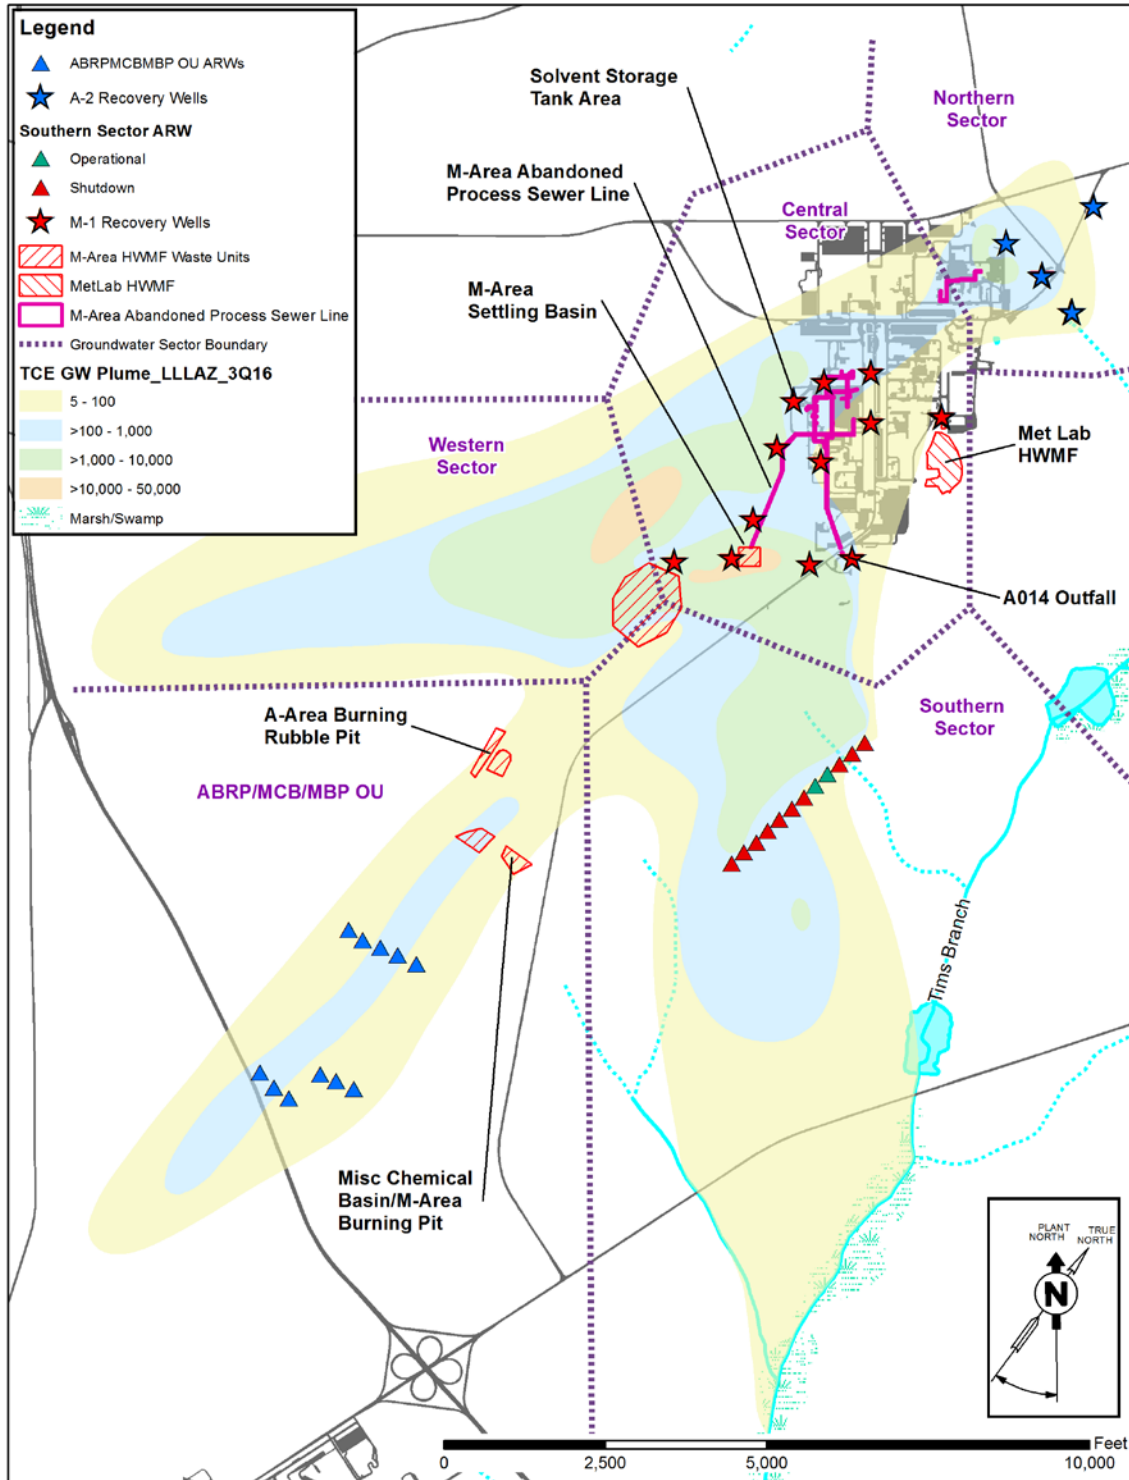 Legend
ABRPMCBMBP OU ARWs
A-2 Recovery Wells
Southern Sector ARW
Operational
Shutdown
M-1 Recovery Wells
M-Area HWMF Waste Units
MetLab HWMF
M-Area Abandoned Process Sewer Line
Groundwater Sector Boundary
TCE GW Plume_LLLAZ_3Q16
5 - 100
>100 - 1,000
>1,000 - 10,000
>10,000 - 50,000
Marsh/Swamp
Solvent Storage
Tank Area
Northern
Sector
M-Area Abandoned
Process Sewer Line
Central
Sector
M-Area
Settling Basin
Western
Sector
Met Lab
HWMF
A014 Outfall
Southern
Sector
A-Area Burning
Rubble Pit
ABRP/MCB/MBP OU
Tims Branch
Misc Chemical
Basin/M-Area
Burning Pit
PLANT
NORTH
TRUE
NORTH
N
Feet
0
2,500
5,000
10,000